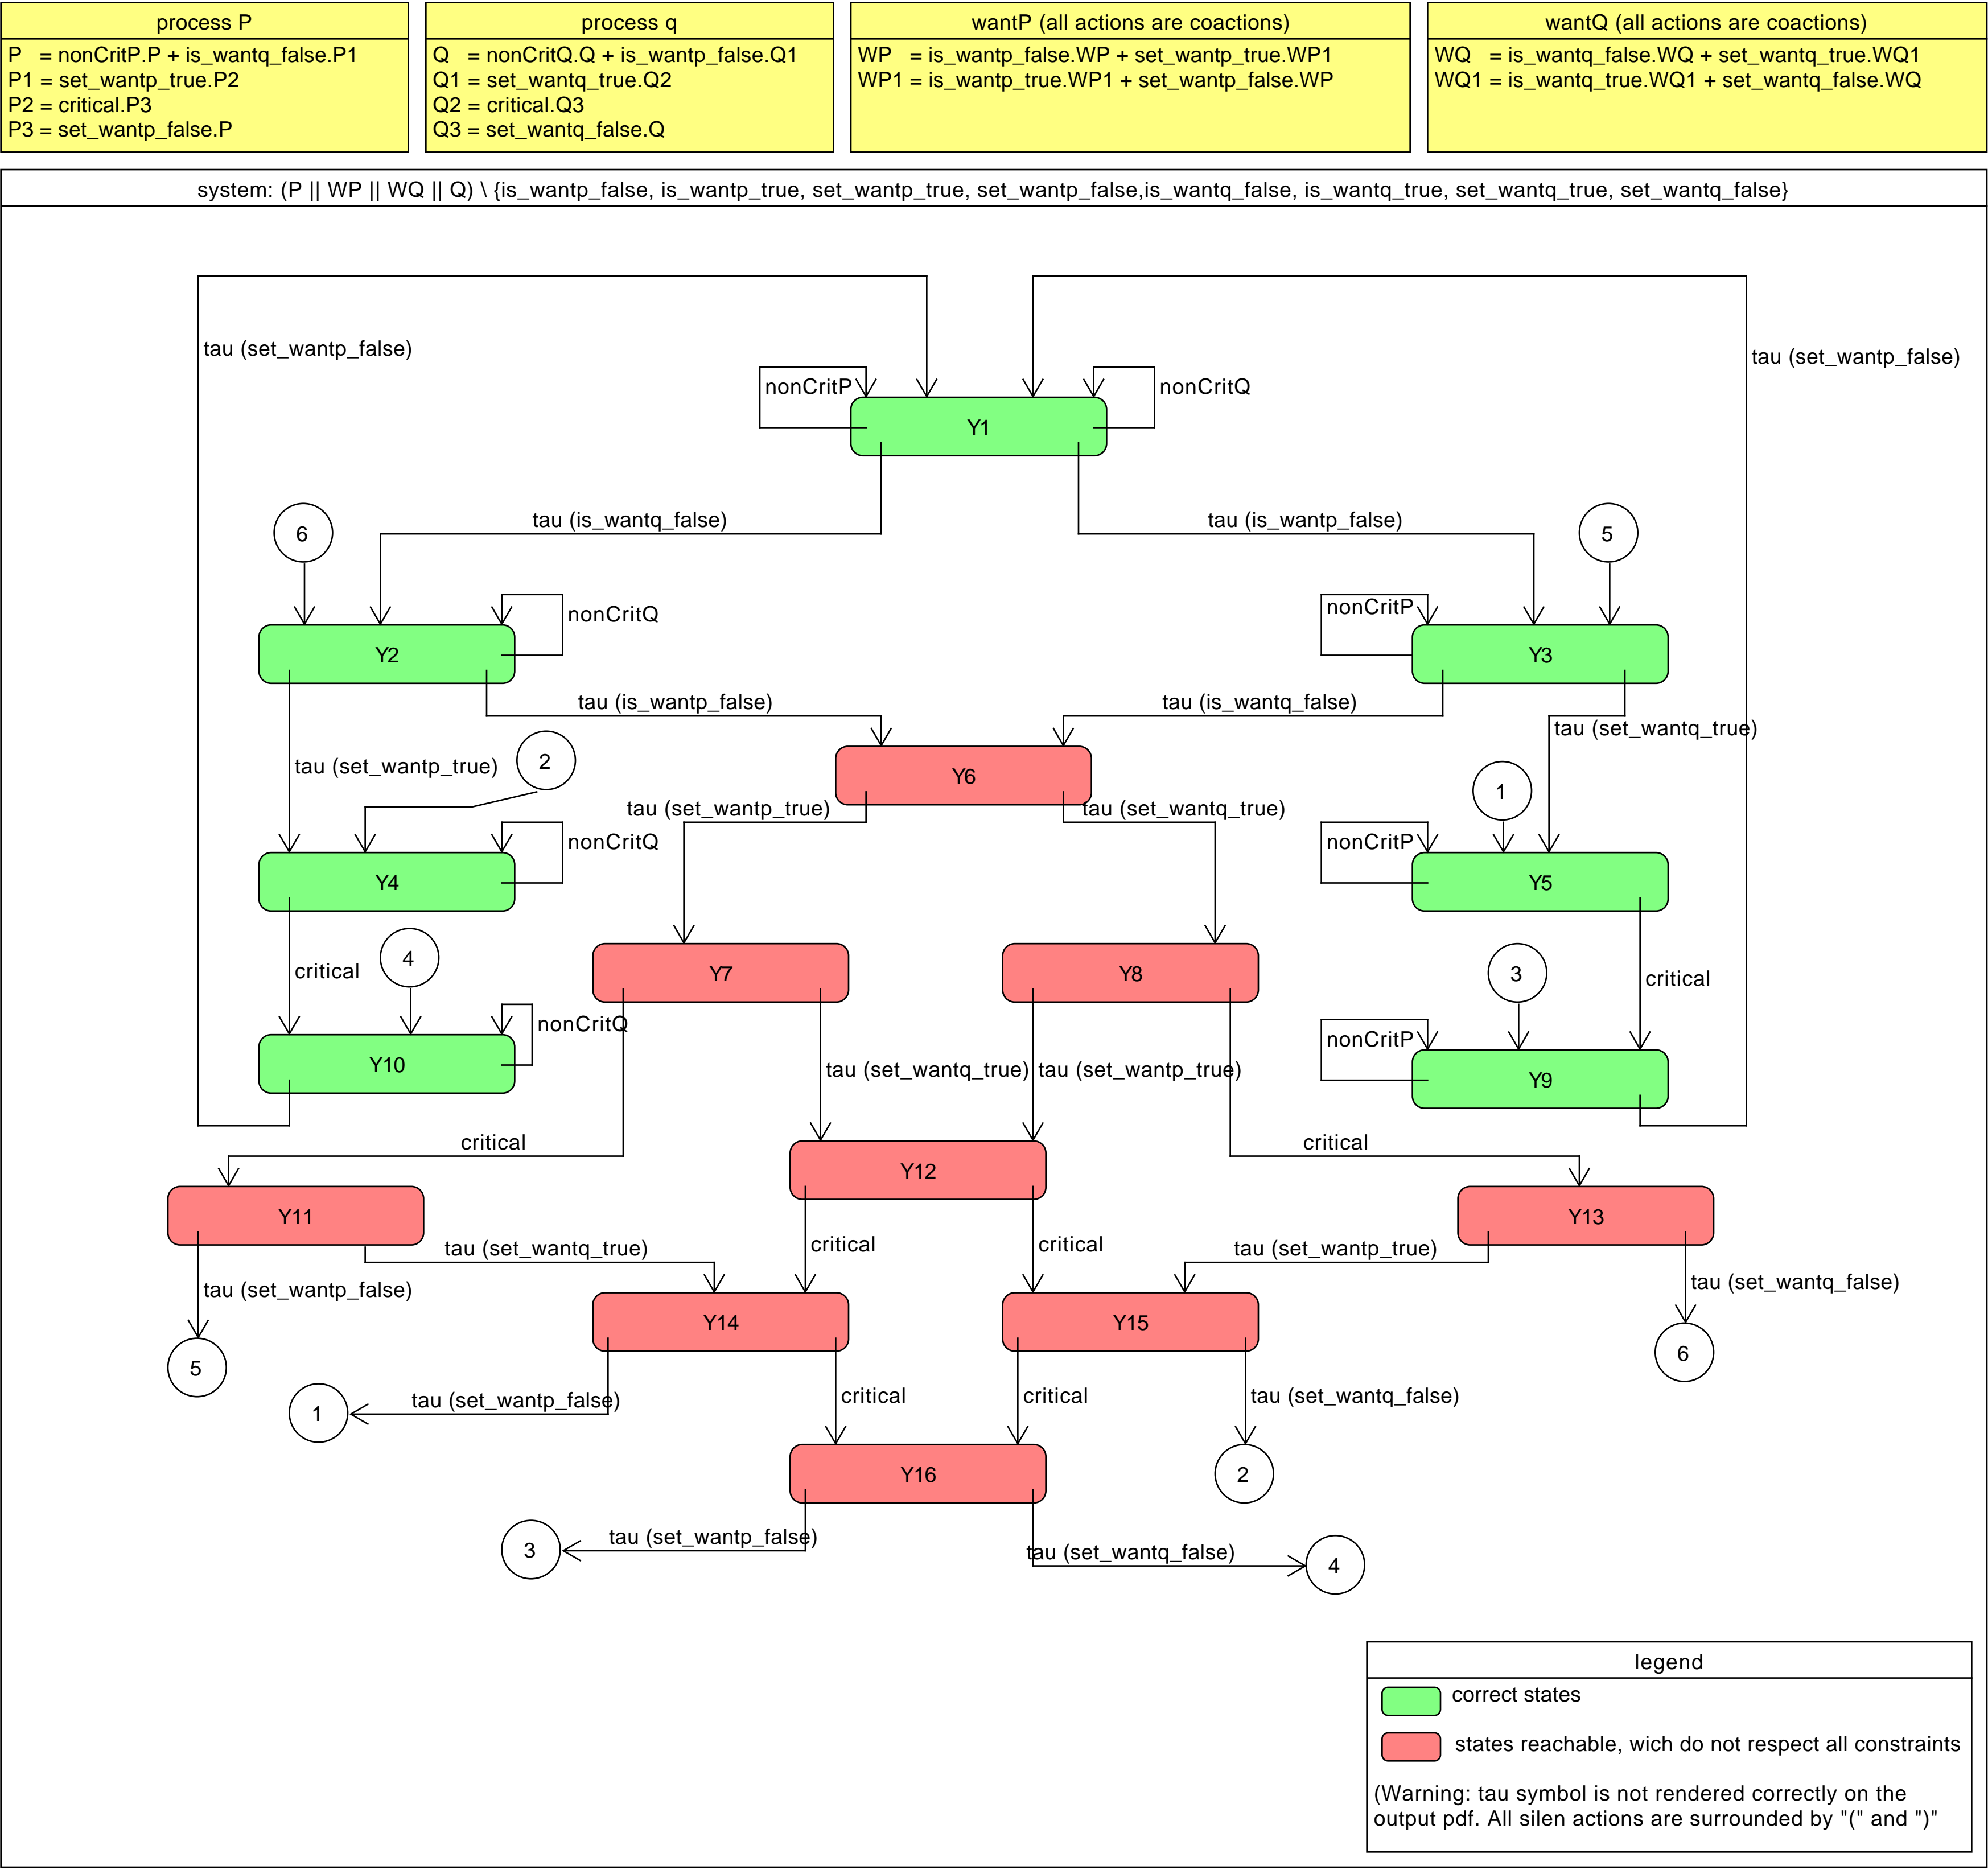 process P
P = nonCritP.P + is_wantq_false.P1
P1 = set_wantp_true.P2
P2 = critical.P3
P3 = set_wantp_false.P
process q
Q = nonCritQ.Q + is_wantp_false.Q1
Q1 = set_wantq_true.Q2
Q2 = critical.Q3
Q3 = set_wantq_false.Q
wantP (all actions are coactions)
WP = is_wantp_false.WP + set_wantp_true.WP1
WP1 = is_wantp_true.WP1 + set_wantp_false.WP
wantQ (all actions are coactions)
WQ = is_wantq_false.WQ + set_wantq_true.WQ1
WQ1 = is_wantq_true.WQ1 + set_wantq_false.WQ
system: (P || WP || WQ || Q) \ {is_wantp_false, is_wantp_true, set_wantp_true, set_wantp_false,is_wantq_false, is_wantq_true, set_wantq_true, set_wantq_false}
tau (set_wantp_false)
tau (set_wantp_false)
nonCritP
nonCritQ
Y1
tau (is_wantq_false)
tau (is_wantp_false)
6
5
nonCritQ
nonCritP
Y2
Y3
tau (is_wantp_false)
tau (is_wantq_false)
tau (set_wantq_true)
tau (set_wantp_true)
2
Y6
1
tau (set_wantp_true)
tau (set_wantq_true)
nonCritQ
nonCritP
Y4
Y5
critical
4
Y7
Y8
3
critical
nonCritQ
nonCritP
Y10
tau (set_wantq_true)
tau (set_wantp_true)
Y9
critical
critical
Y12
Y11
Y13
tau (set_wantq_true)
critical
critical
tau (set_wantp_true)
tau (set_wantp_false)
tau (set_wantq_false)
Y14
Y15
5
6
1
tau (set_wantp_false)
critical
critical
tau (set_wantq_false)
Y16
2
3
tau (set_wantp_false)
tau (set_wantq_false)
4
legend
correct states
states reachable, wich do not respect all constraints
(Warning: tau symbol is not rendered correctly on the
output pdf. All silen actions are surrounded by "(" and ")"